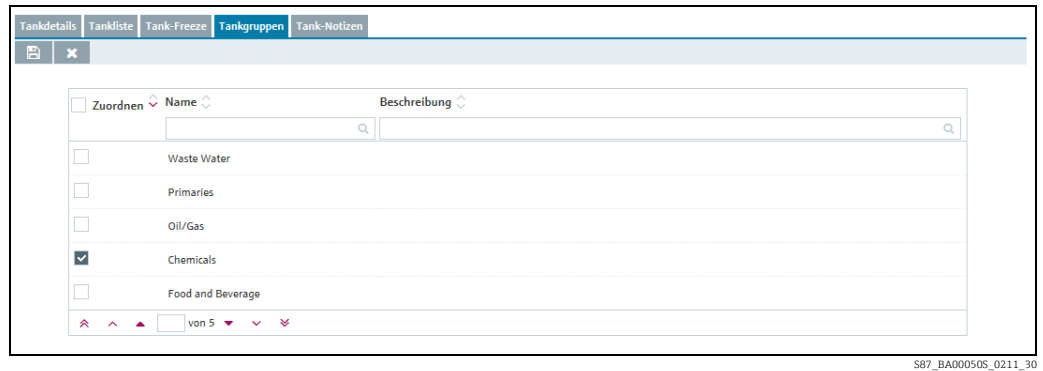 Tankdetails Tankliste Tank-Freeze Tankgruppen Tank-Notizen
Zuordnen Name Beschreibung
Waste Water
Primaries
Oil/Gas
Chemicals
Food and Beverage
von 5
S87_BA00050S_0211_30